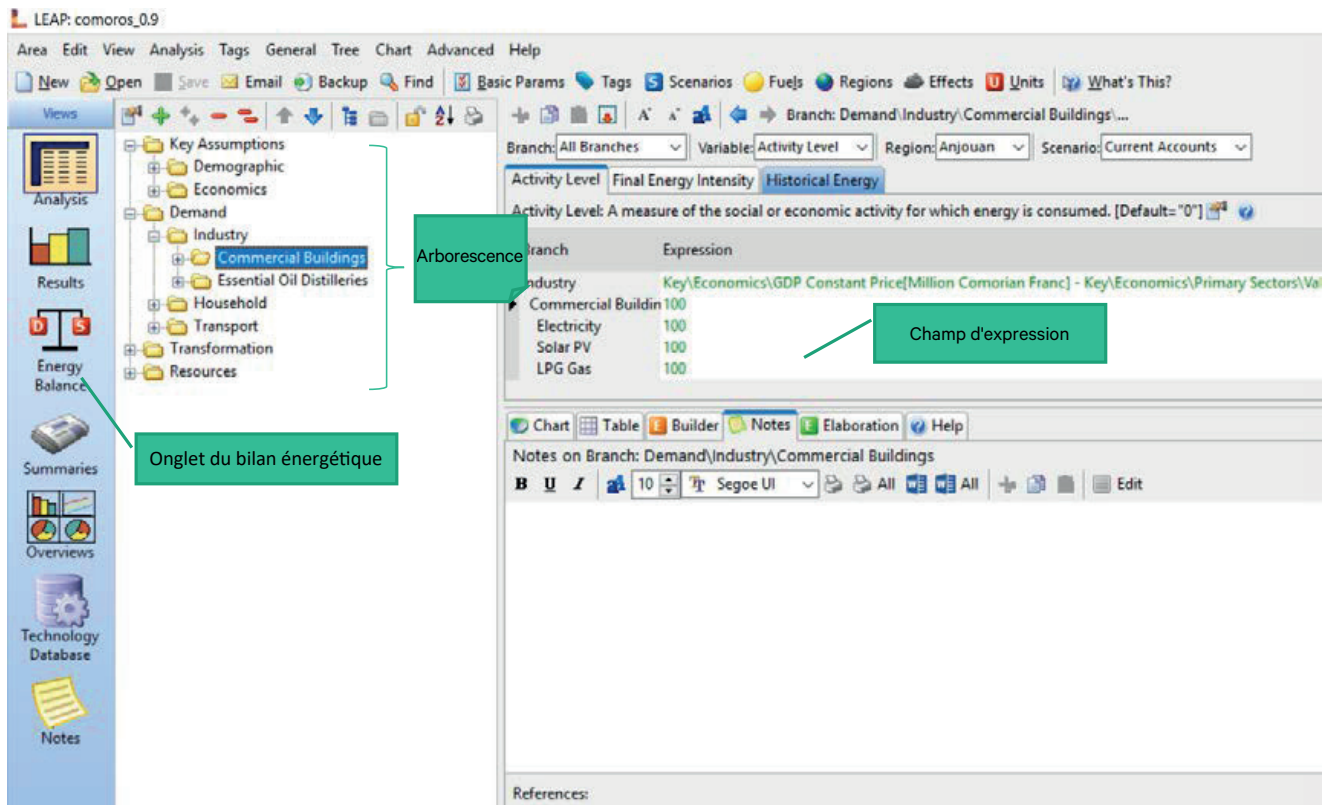 LEAP: comoros_0.9
Area Edit View Analysis Tags General Tree Chart Advanced Help
New Open Save Email Backup Find Basic Params Tags Scenarios Fuels Regions Effects Units What's This?
Views
Analysis
Results
Energy
Balance
Summaries
Overviews
Technology
Database
Notes
Key Assumptions
Demographic
Economics
Demand
Industry
Commercial Buildings
Essential Oil Distilleries
Household
Transport
Transformation
Resources
Arborescence
Onglet du bilan énergétique
Branch: Demand\Industry\Commercial Buildings\...
Branch: All Branches Variable: Activity Level Region: Anjouan Scenario: Current Accounts
Activity Level Final Energy Intensity Historical Energy
Activity Level: A measure of the social or economic activity for which energy is consumed. [Default="0"]
Branch Expression
ndustry Key\Economics\GDP Constant Price[Million Comorian Franc] - Key\Economics\Primary Sectors\Val
Commercial Buildin 100
Electricity 100
Solar PV 100
LPG Gas 100
Champ d'expression
Chart Table Builder Notes Elaboration Help
Notes on Branch: Demand\Industry\Commercial Buildings
B U I 10 Segoe UI All All Edit
References: